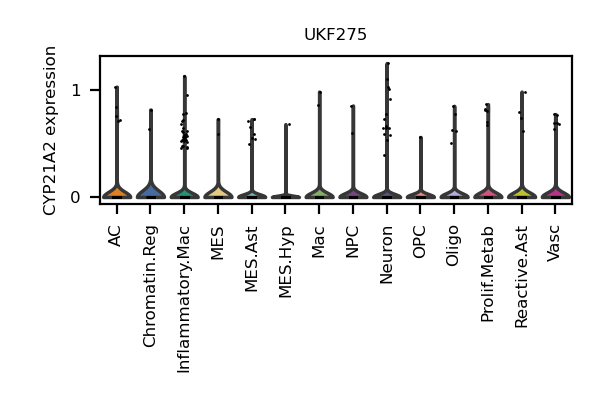 UKF275
CYP21A2 expression
1
0
AC
Chromatin.Reg
Inflammatory.Mac
MES
MES.Ast
MES.Hyp
Mac
NPC
Neuron
OPC
Oligo
Prolif.Metab
Reactive.Ast
Vasc